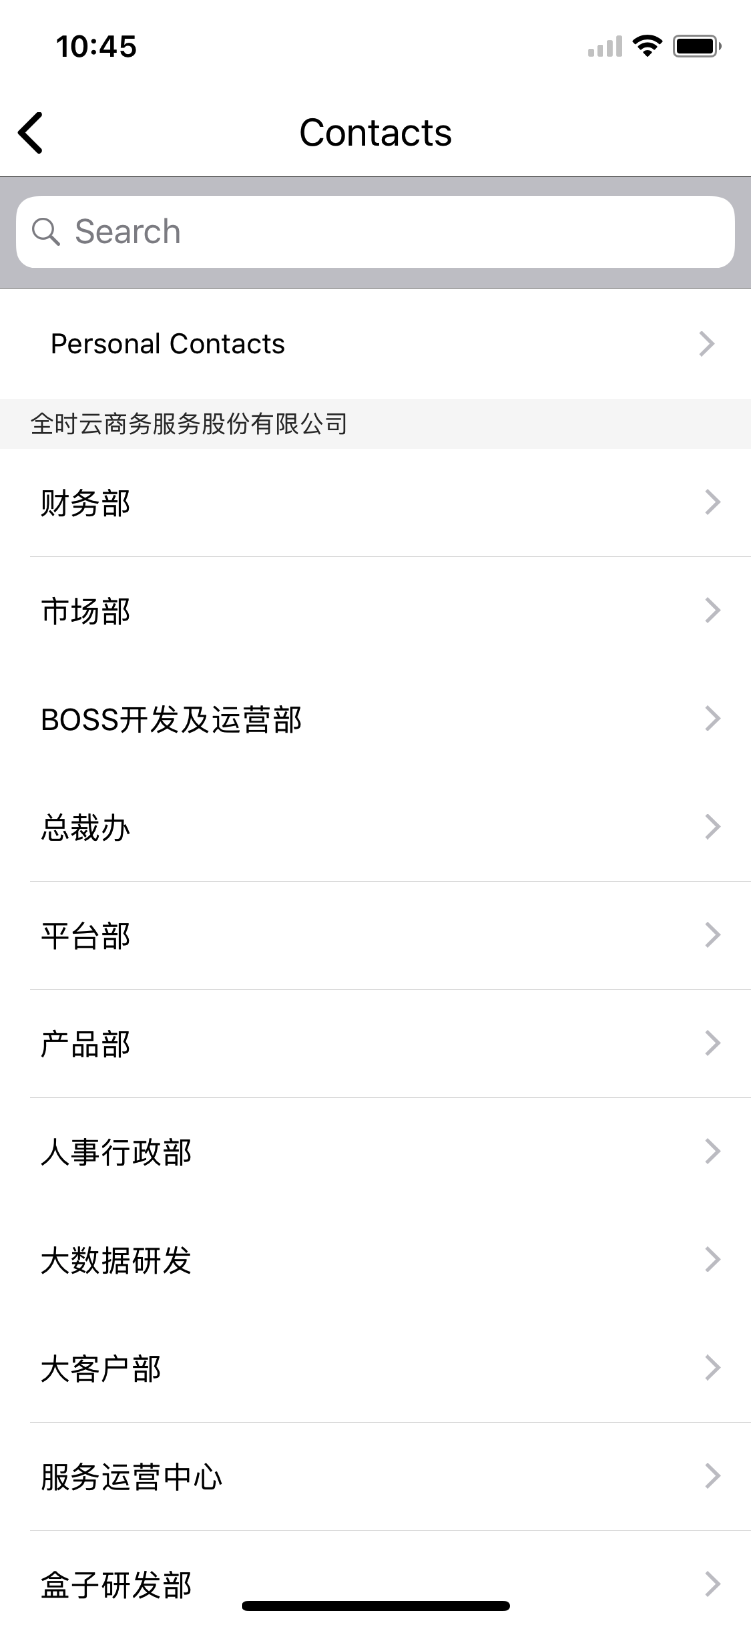 10:45
Contacts
Search
Personal Contacts
全时云商务服务股份有限公司
财务部
市场部
BOSS开发及运营部
总裁办
平台部
产品部
人事行政部
大数据研发
大客户部
服务运营中心
盒子研发部